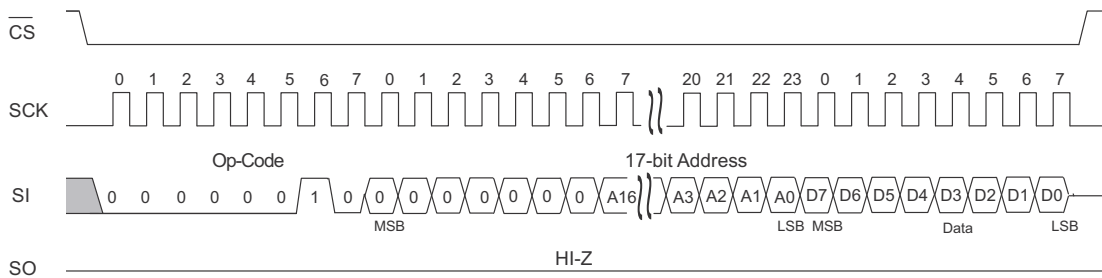 CS
SCK 0 1 2 3 4 5 6 7 0 1 2 3 4 5 6 7 20 21 22 23 0 1 2 3 4 5 6 7
Op-Code 17-bit Address
SI 0 0 0 0 0 0 1 0 0 0 0 0 0 0 0 A16 A3 A2 A1 A0 D7 D6 D5 D4 D3 D2 D1 D0
MSB LSB MSB Data LSB
HI-Z
SO